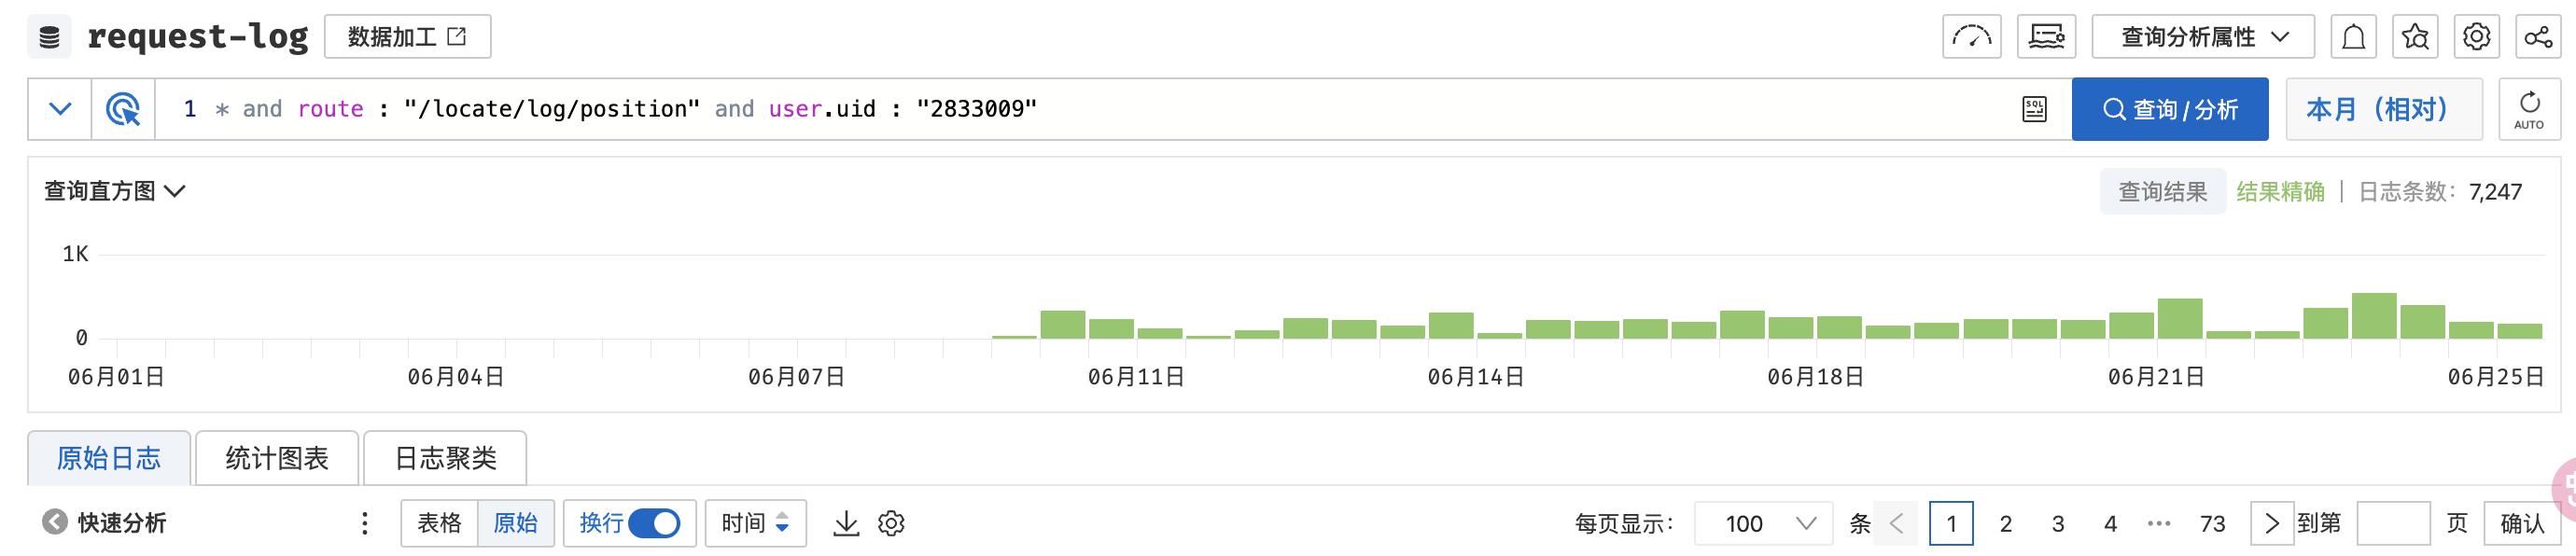 request-log 数据加工 查询分析属性
1 * and route : "/locate/log/position" and user.uid : "2833009" SQL 查询 / 分析 本月（相对） AUTO
查询直方图 查询结果 结果精确 | 日志条数： 7,247
1K
0
06月01日 06月04日 06月07日 06月11日 06月14日 06月18日 06月21日 06月25日
原始日志 统计图表 日志聚类
快速分析 表格 原始 换行 时间 每页显示： 100 条 < 1 2 3 4 ··· 73 > 到第 页 确认